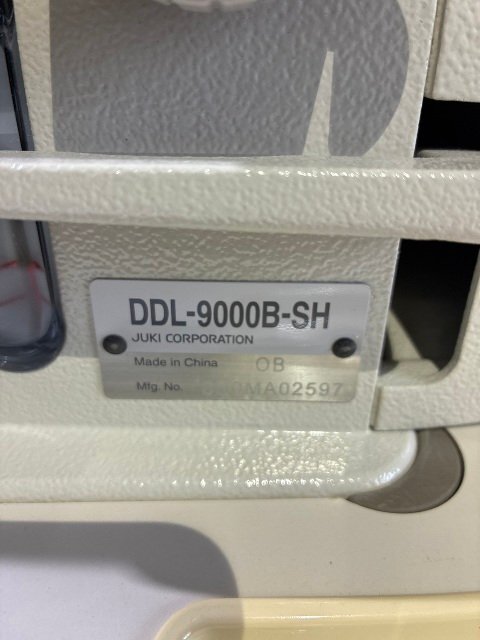 DDL-9000B-SH
JUKI CORPORATION
Made in China OB
Mfg. No.